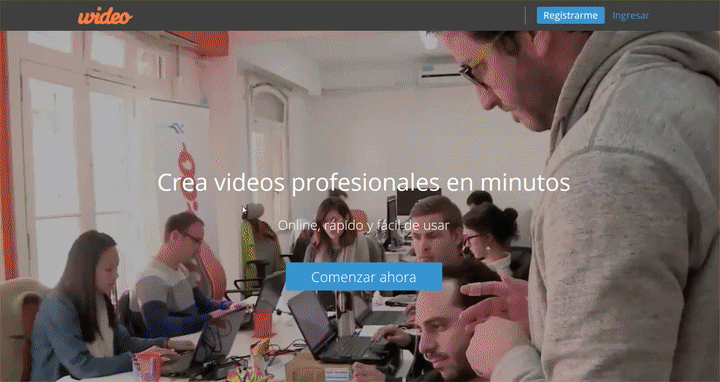 wideo
Registrarme
Ingresar
Crea videos profesionales en minutos
Online, rápido y fácil de usar
Comenzar ahora